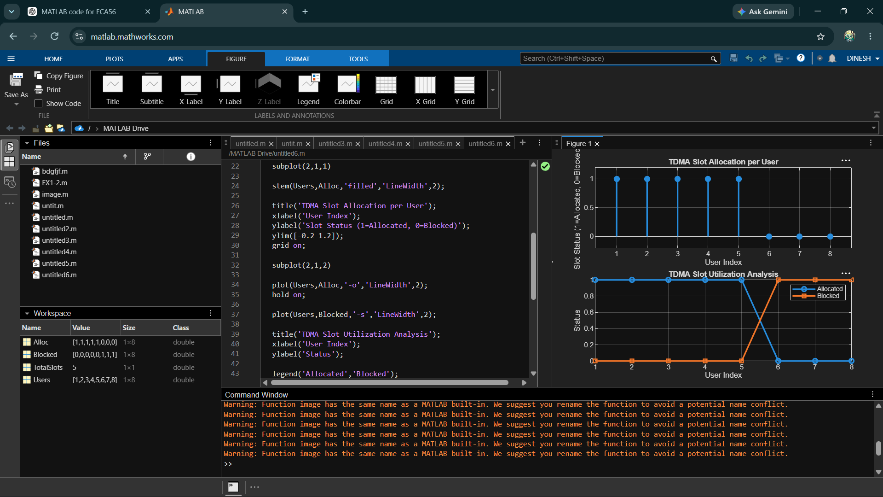 MATLAB code for ECA56
MATLAB
Ask Gemini
matlab.mathworks.com
HOME PLOTS APPS FIGURE FORMAT TOOLS
Search (Ctrl+Shift+Space)
DINESH
Save As
Copy Figure
Print
Show Code
FILE
Title Subtitle X Label Y Label Z Label Legend Colorbar Grid X Grid Y Grid
LABELS AND ANNOTATIONS
/ MATLAB Drive
Files
Name
bdgfjf.m
EX1-2.m
image.m
untit.m
untitled.m
untitled2.m
untitled3.m
untitled4.m
untitled5.m
untitled6.m
Workspace
Name Value Size Class
Alloc [1,1,1,1,1,0,0,0] 1×8 double
Blocked [0,0,0,0,0,1,1,1] 1×8 double
TotalSlots 5 1×1 double
Users [1,2,3,4,5,6,7,8] 1×8 double
untitled.m untit.m untitled3.m untitled4.m untitled5.m untitled6.m
/MATLAB Drive/untitled6.m
22 subplot(2,1,1)
23
24 stem(Users,Alloc,'filled','LineWidth',2);
25
26 title('TDMA Slot Allocation per User');
27 xlabel('User Index');
28 ylabel('Slot Status (1=Allocated, 0=Blocked)');
29 ylim([ 0.2 1.2]);
30 grid on;
31
32 subplot(2,1,2)
33
34 plot(Users,Alloc,'-o','LineWidth',2);
35 hold on;
36
37 plot(Users,Blocked,'-s','LineWidth',2);
38
39 title('TDMA Slot Utilization Analysis');
40 xlabel('User Index');
41 ylabel('Status');
42
43 legend('Allocated','Blocked');
Figure 1
TDMA Slot Allocation per User
1
0.5
0
1 2 3 4 5 6 7 8
User Index
TDMA Slot Utilization Analysis
Allocated
Blocked
Status
1
0.8
0.6
0.4
0.2
0
1 2 3 4 5 6 7 8
User Index
Command Window
Warning: Function image has the same name as a MATLAB built-in. We suggest you rename the function to avoid a potential name conflict.
Warning: Function image has the same name as a MATLAB built-in. We suggest you rename the function to avoid a potential name conflict.
Warning: Function image has the same name as a MATLAB built-in. We suggest you rename the function to avoid a potential name conflict.
Warning: Function image has the same name as a MATLAB built-in. We suggest you rename the function to avoid a potential name conflict.
Warning: Function image has the same name as a MATLAB built-in. We suggest you rename the function to avoid a potential name conflict.
Warning: Function image has the same name as a MATLAB built-in. We suggest you rename the function to avoid a potential name conflict.
>>